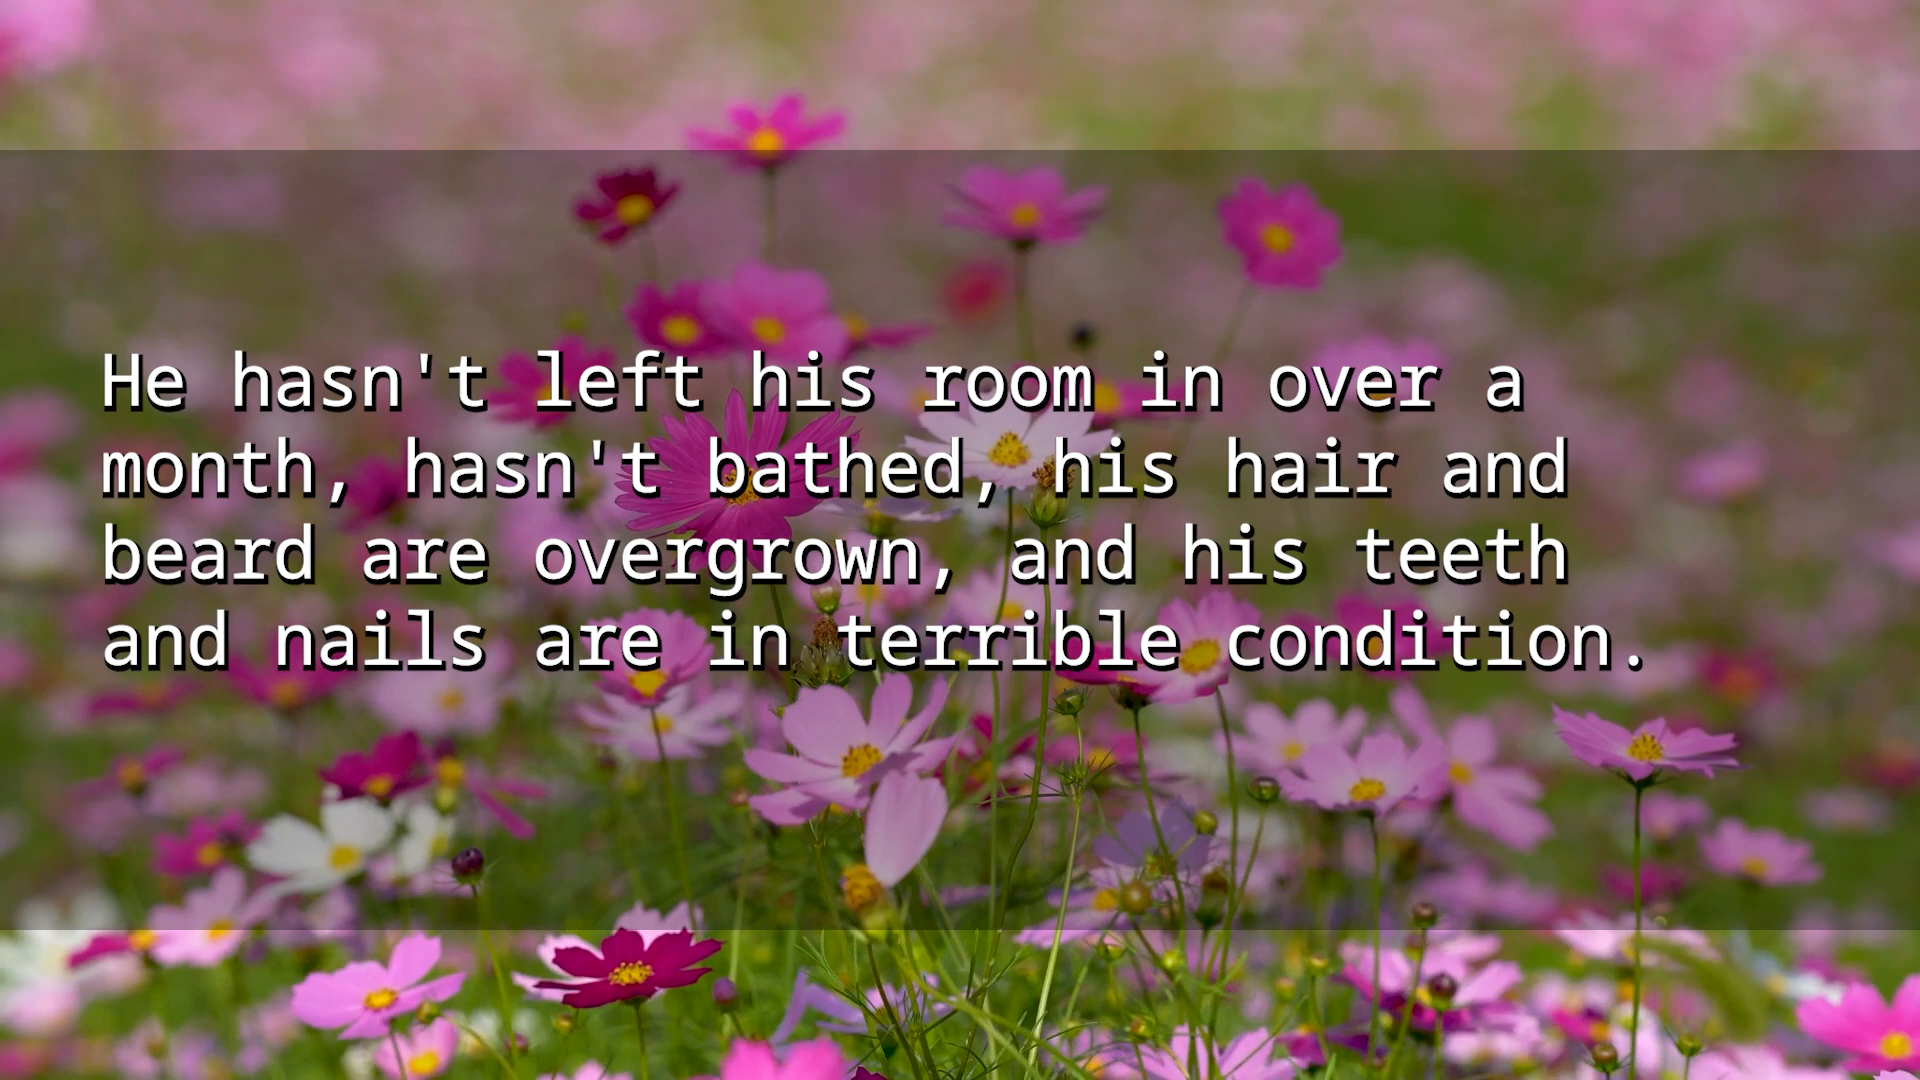 He hasn't left his room in over a
month, hasn't bathed, his hair and
beard are overgrown, and his teeth
and nails are in terrible condition.